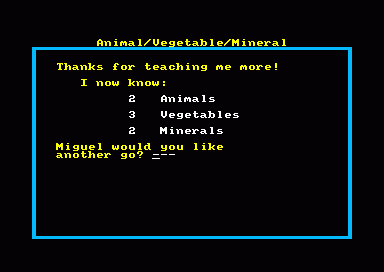 Animal/Vegetable/Mineral
Thanks for teaching me more!
I now know:
2 Animals
3 Vegetables
2 Minerals
Miguel would you like
another go? ---